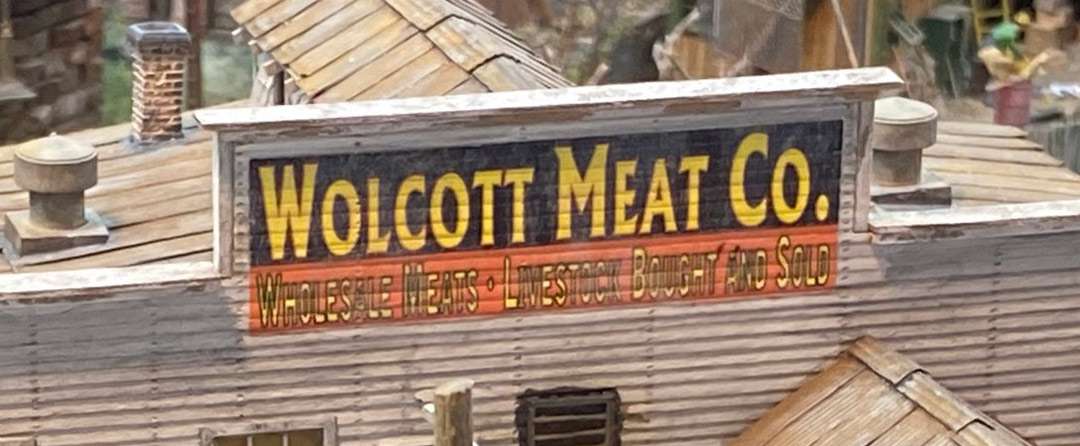 WOLCOTT MEAT CO.
WHOLESALE MEATS • LIVESTOCK BOUGHT AND SOLD